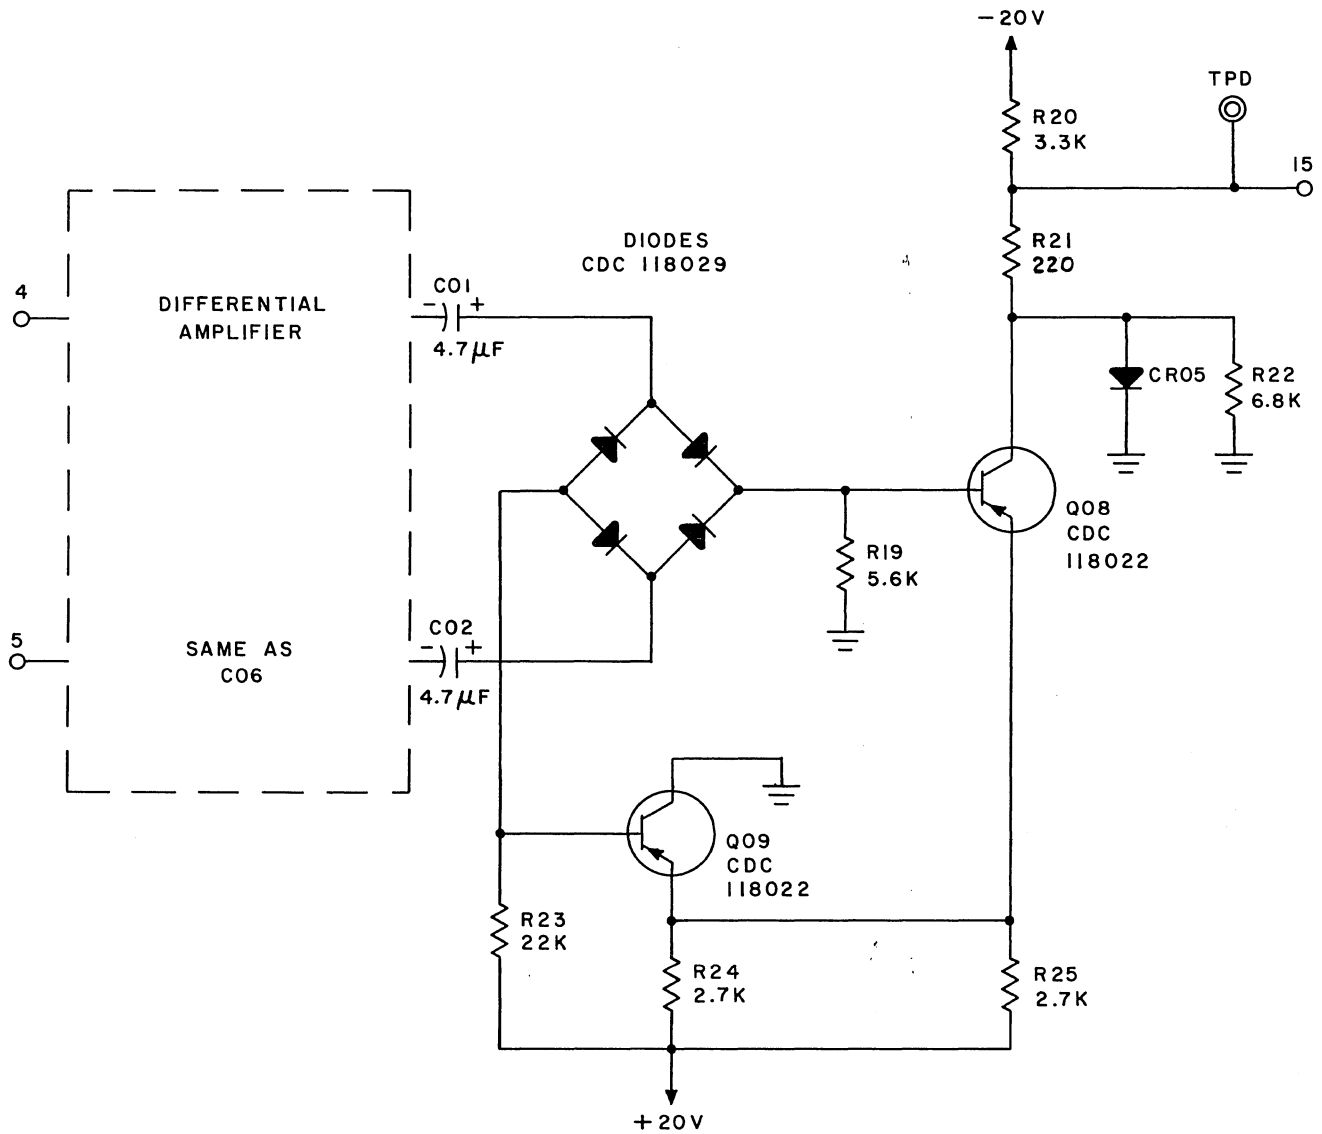 -20V
TPD
R20
3.3K
15
R21
220
DIODES
CDC 118029
4
DIFFERENTIAL
AMPLIFIER
- C01 +
4.7μF
CR05
R22
6.8K
Q08
CDC
118022
R19
5.6K
5
SAME AS
C06
- C02 +
4.7μF
Q09
CDC
118022
R23
22K
R24
2.7K
R25
2.7K
+20V